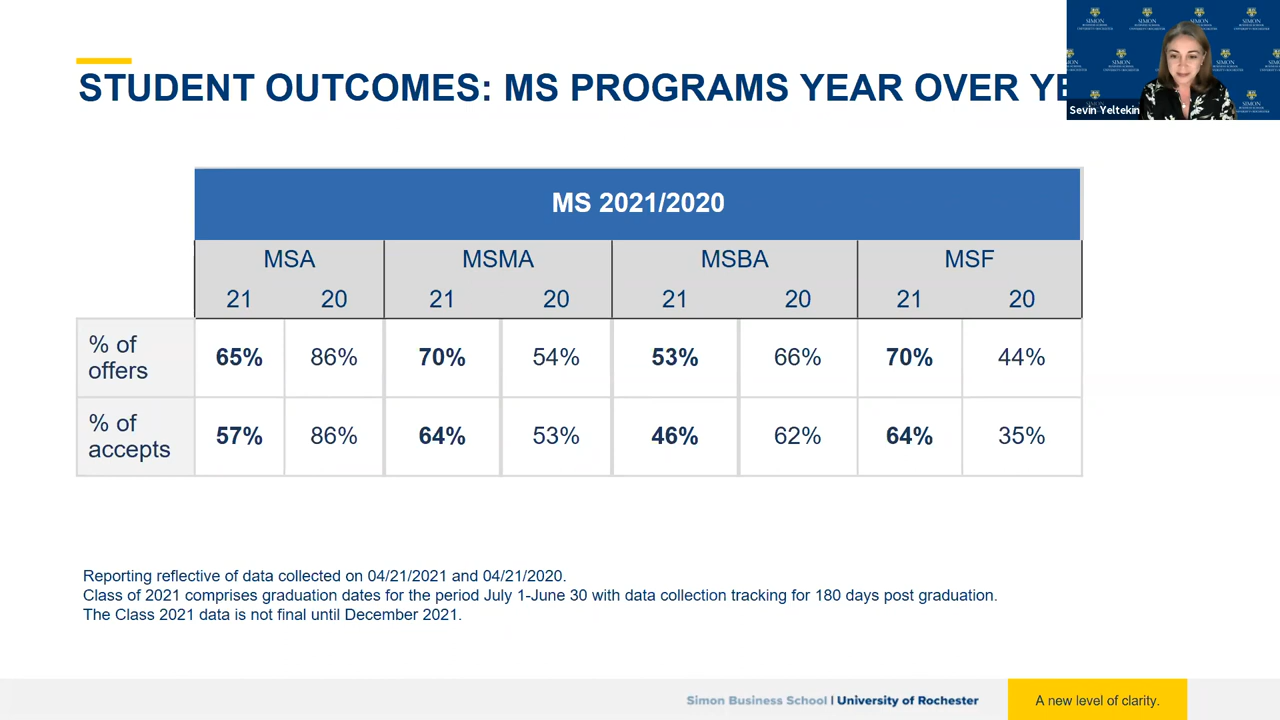 STUDENT OUTCOMES: MS PROGRAMS YEAR OVER YE
Sevin Yeltekin
MS 2021/2020
MSA MSMA MSBA MSF
21 20 21 20 21 20 21 20
% of
offers
65% 86% 70% 54% 53% 66% 70% 44%
% of
accepts
57% 86% 64% 53% 46% 62% 64% 35%
Reporting reflective of data collected on 04/21/2021 and 04/21/2020.
Class of 2021 comprises graduation dates for the period July 1-June 30 with data collection tracking for 180 days post graduation.
The Class 2021 data is not final until December 2021.
Simon Business School | University of Rochester
A new level of clarity.